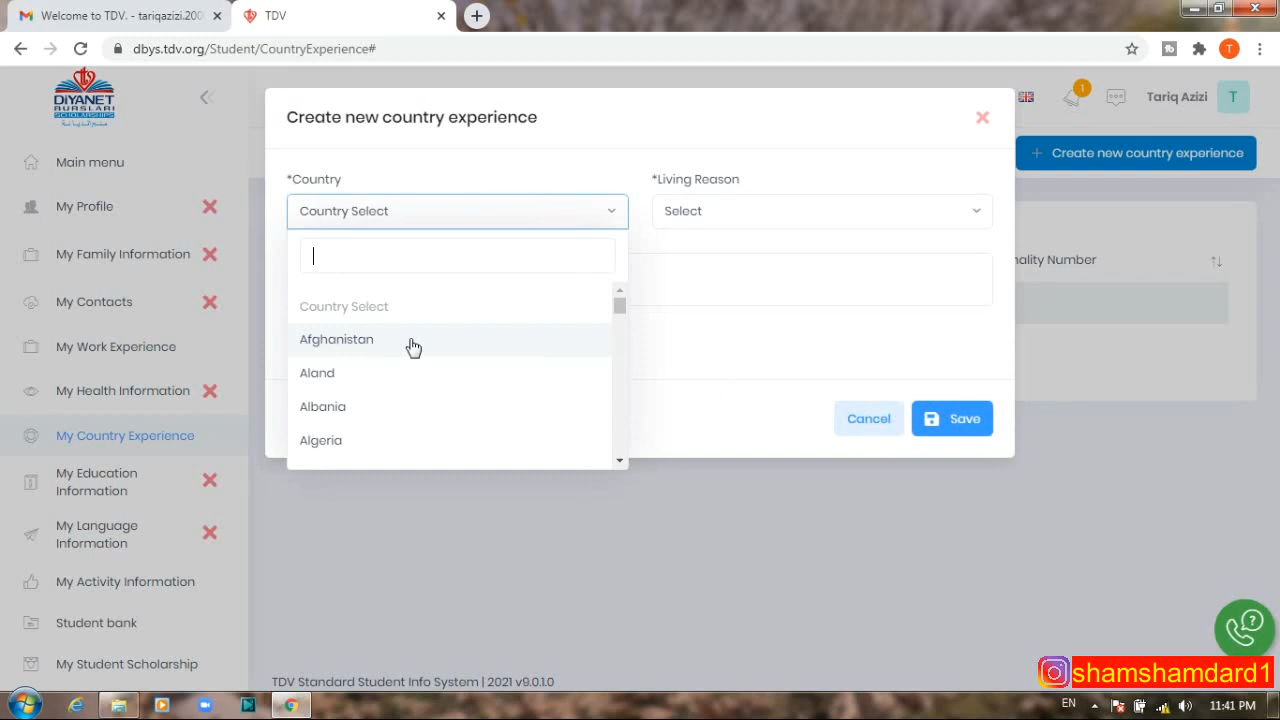 Welcome to TDV. - tariqazizi.200
TDV
dbys.tdv.org/Student/CountryExperience#
T
DİYANET
BURSLARI
SCHOLARSHIPS
Create new country experience
1
Tariq Azizi
T
Main menu
Create new country experience
*Country
*Living Reason
My Profile
Country Select
Select
My Family Information
nality Number
My Contacts
Country Select
Afghanistan
My Work Experience
Aland
My Health Information
Albania
Cancel
Save
My Country Experience
Algeria
My Education
Information
My Language
Information
My Activity Information
Student bank
My Student Scholarship
TDV Standard Student Info System | 2021 v9.0.1.0
shamshamdard1
EN
11:41 PM